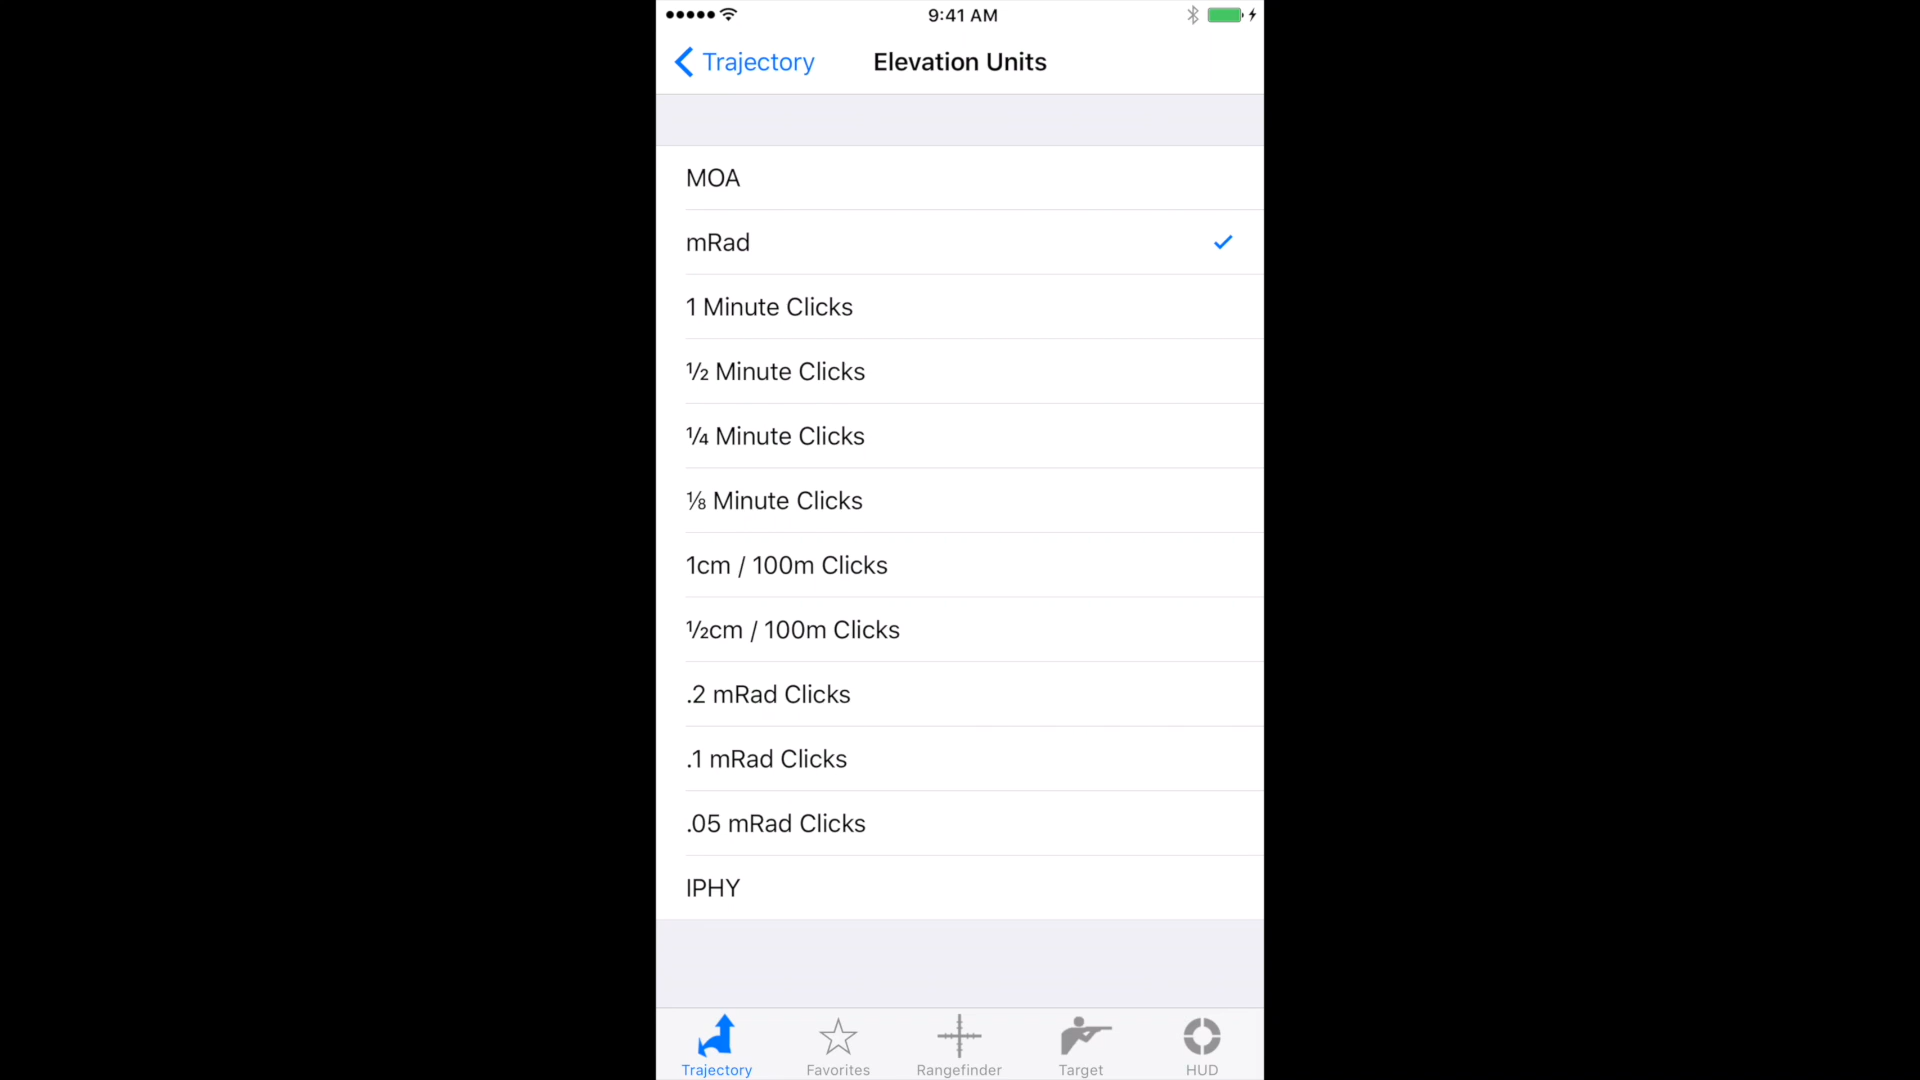 9:41 AM
Trajectory
Elevation Units
MOA
mRad
1 Minute Clicks
½ Minute Clicks
¼ Minute Clicks
⅛ Minute Clicks
1cm / 100m Clicks
½cm / 100m Clicks
.2 mRad Clicks
.1 mRad Clicks
.05 mRad Clicks
IPHY
Trajectory
Favorites
Rangefinder
Target
HUD